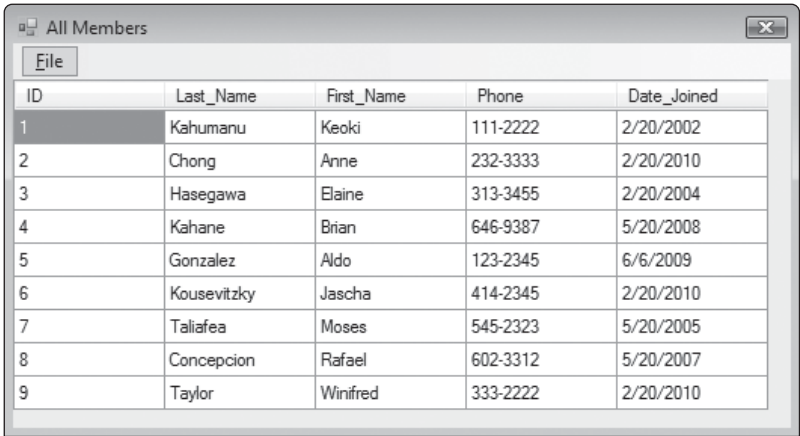 All Members
File
ID Last_Name First_Name Phone Date_Joined
1 Kahumanu Keoki 111-2222 2/20/2002
2 Chong Anne 232-3333 2/20/2010
3 Hasegawa Elaine 313-3455 2/20/2004
4 Kahane Brian 646-9387 5/20/2008
5 Gonzalez Aldo 123-2345 6/6/2009
6 Kousevitzky Jascha 414-2345 2/20/2010
7 Taliafea Moses 545-2323 5/20/2005
8 Concepcion Rafael 602-3312 5/20/2007
9 Taylor Winifred 333-2222 2/20/2010